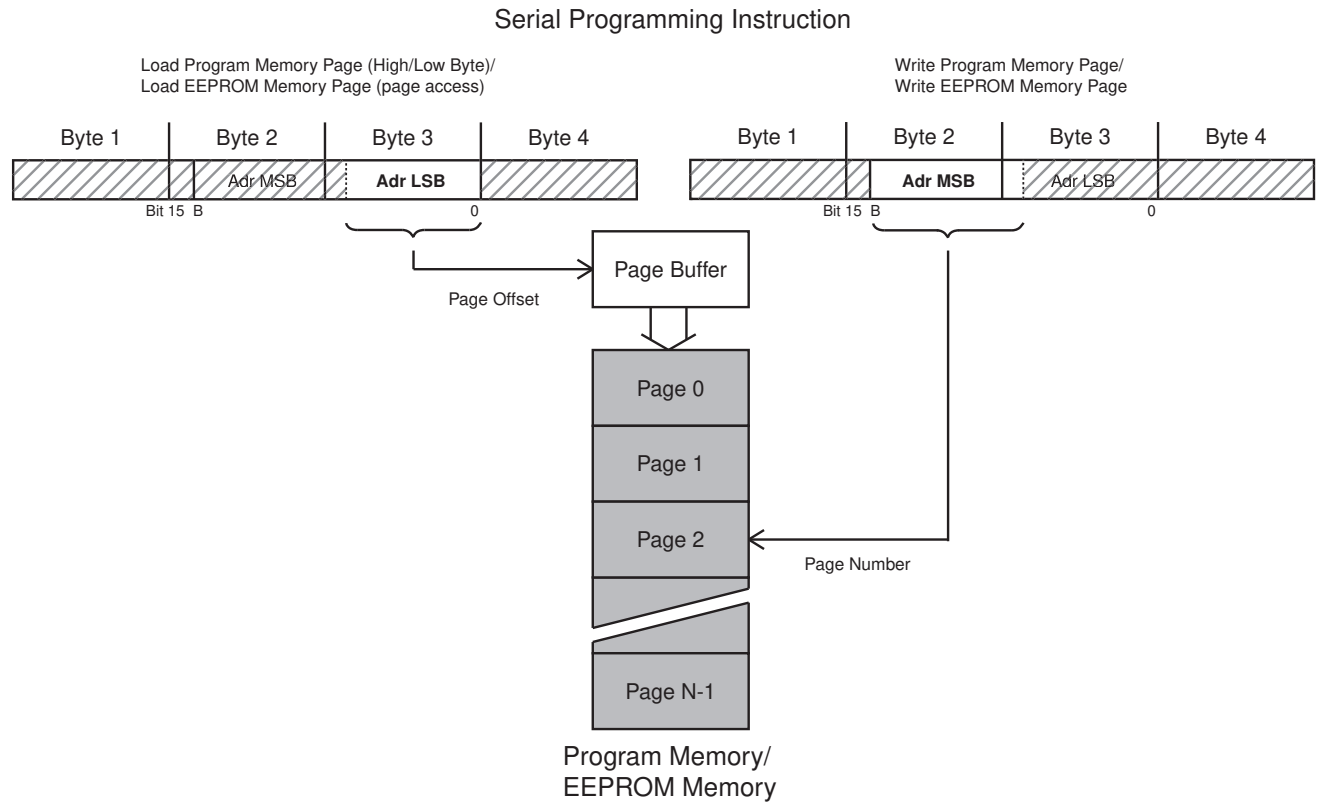 Serial Programming Instruction
Load Program Memory Page (High/Low Byte)/
Load EEPROM Memory Page (page access)
Write Program Memory Page/
Write EEPROM Memory Page
Byte 1 Byte 2 Byte 3 Byte 4
Byte 1 Byte 2 Byte 3 Byte 4
Adr MSB Adr LSB
Adr MSB Adr LSB
Bit 15 B 0
Bit 15 B 0
Page Buffer
Page Offset
Page 0
Page 1
Page 2
Page Number
Page N-1
Program Memory/
EEPROM Memory